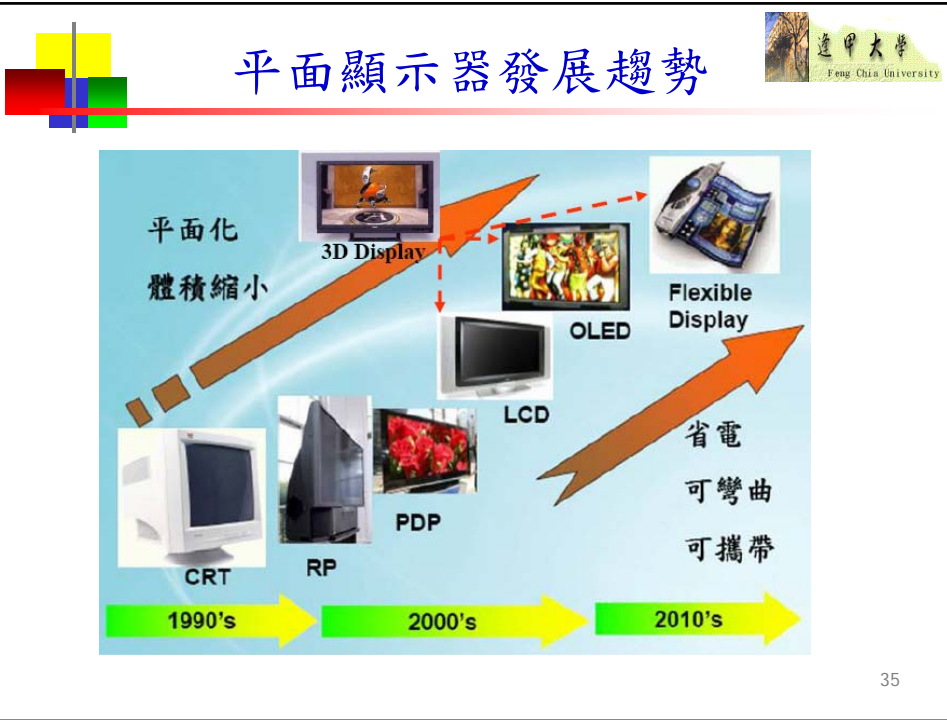 平面顯示器發展趨勢
逢甲大學
Feng Chia University
平面化
體積縮小
3D Display
Flexible
Display
OLED
LCD
省電
可彎曲
可攜帶
PDP
RP
CRT
1990's
2000's
2010's
35